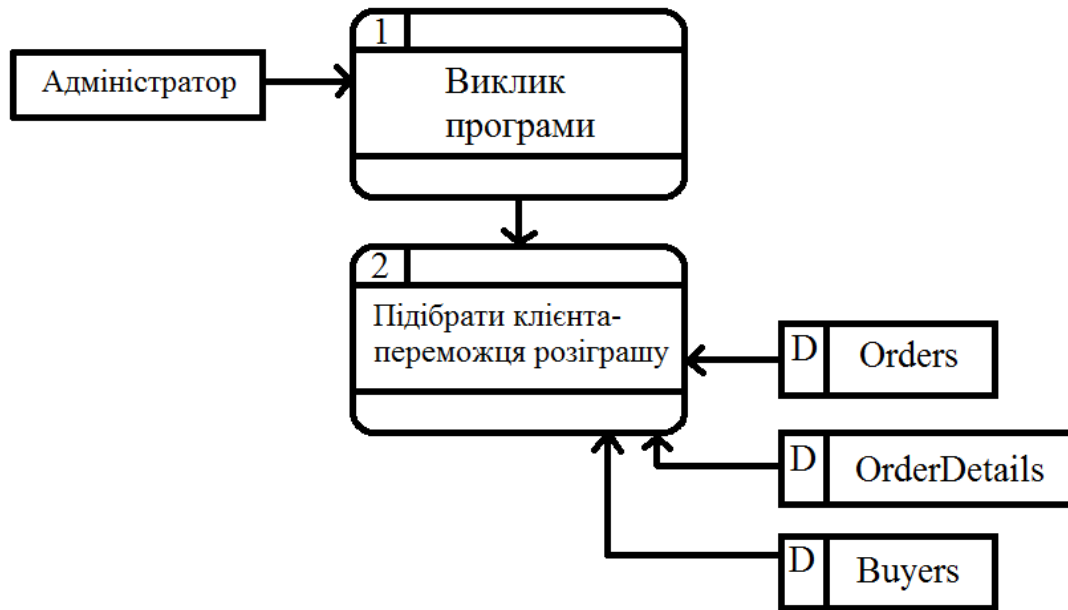 1
Адміністратор
Виклик
програми
2
Підібрати клієнта-
переможця розіграшу
D Orders
D OrderDetails
D Buyers